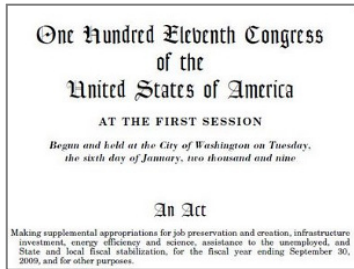 One Hundred Eleventh Congress
of the
United States of America
AT THE FIRST SESSION
Begun and held at the City of Washington on Tuesday,
the sixth day of January, two thousand and nine
An Act
Making supplemental appropriations for job preservation and creation, infrastructure
investment, energy efficiency and science, assistance to the unemployed, and
State and local fiscal stabilization, for the fiscal year ending September 30,
2009, and for other purposes.